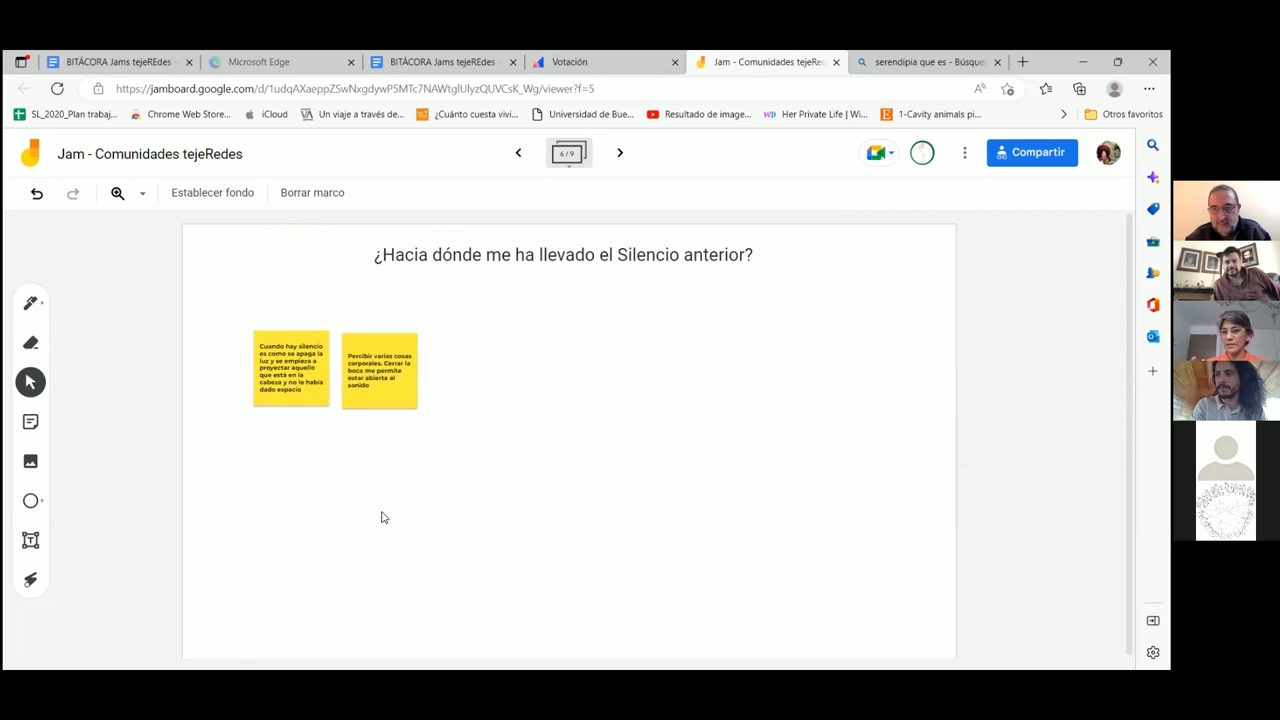 BITÁCORA Jams tejeREdes
Microsoft Edge
BITÁCORA Jams tejeREdes
Votación
Jam - Comunidades tejeRec
serendipia que es - Búsque
https://jamboard.google.com/d/1udqAXaeppZSwNxgdywP5MTc7NAWtglUlyzQUVCsK_Wg/viewer?f=5
SL_2020_Plan trabaj...
Chrome Web Store...
iCloud
Un viaje a través de...
¿Cuánto cuesta vivi...
Universidad de Bue...
Resultado de image...
Her Private Life | Wi...
1-Cavity animals pi...
Otros favoritos
Jam - Comunidades tejeRedes
6 / 9
Compartir
Establecer fondo
Borrar marco
¿Hacia dónde me ha llevado el Silencio anterior?
Cuando hay silencio
es como se apaga la
luz y se empieza a
proyectar aquello
que está en la
cabeza y no le había
dado espacio
Percibir varias cosas
corporales. Cerrar la
boca me permite
estar abierta al
sonido